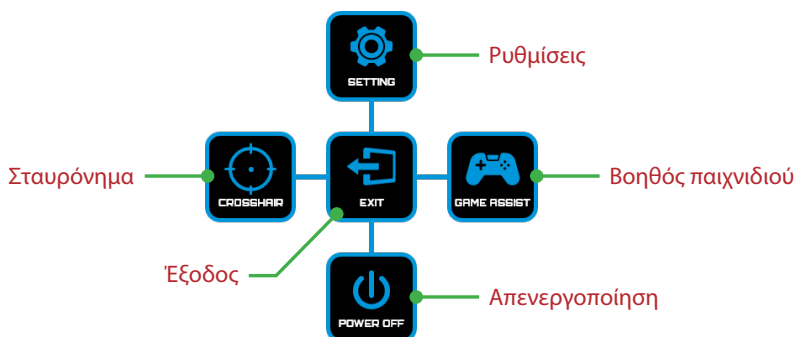 SETTING
Ρυθμίσεις
Σταυρόνημα
CROSSHAIR
EXIT
GAME ASSIST
Βοηθός παιχνιδιού
Έξοδος
POWER OFF
Απενεργοποίηση